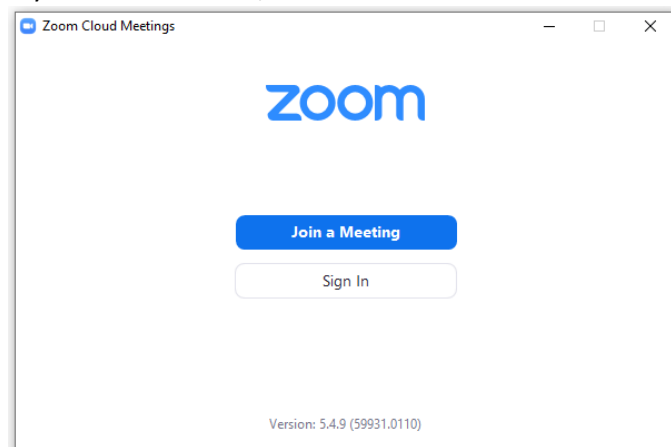 Zoom Cloud Meetings
zoom
Join a Meeting
Sign In
Version: 5.4.9 (59931.0110)